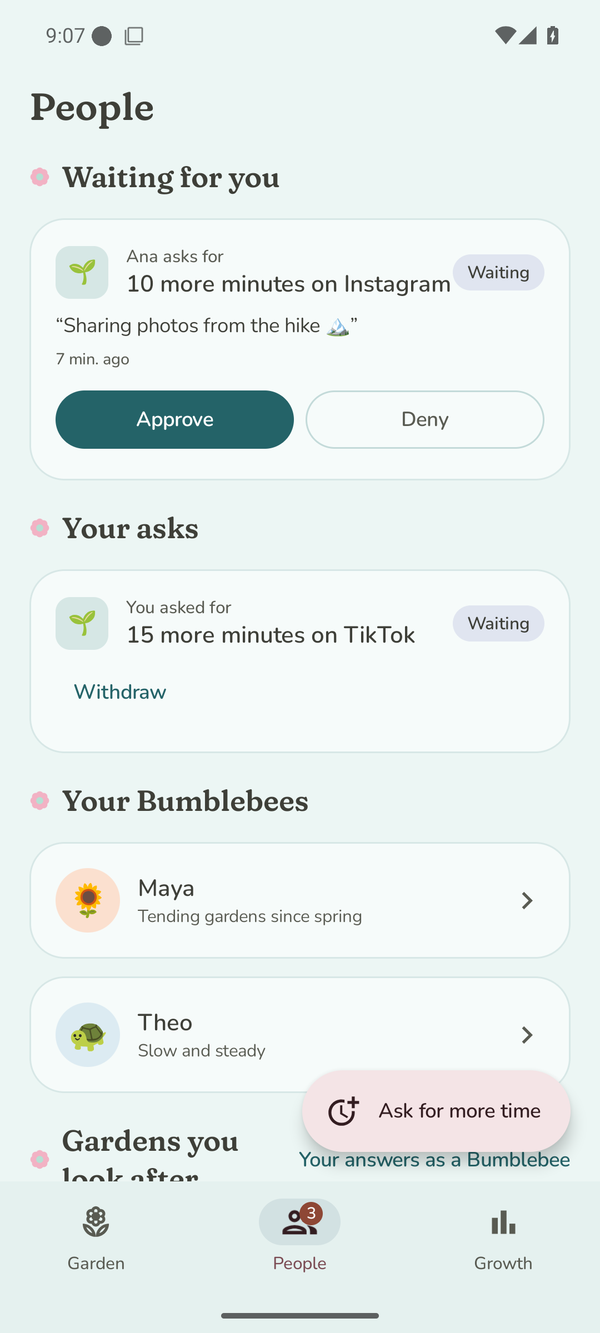 9:07
People
Waiting for you
Ana asks for
10 more minutes on Instagram
Waiting
“Sharing photos from the hike 🏔️”
7 min. ago
Approve
Deny
Your asks
You asked for
15 more minutes on TikTok
Waiting
Withdraw
Your Bumblebees
Maya
Tending gardens since spring
Theo
Slow and steady
Ask for more time
Gardens you
look after
Your answers as a Bumblebee
3
Garden
People
Growth